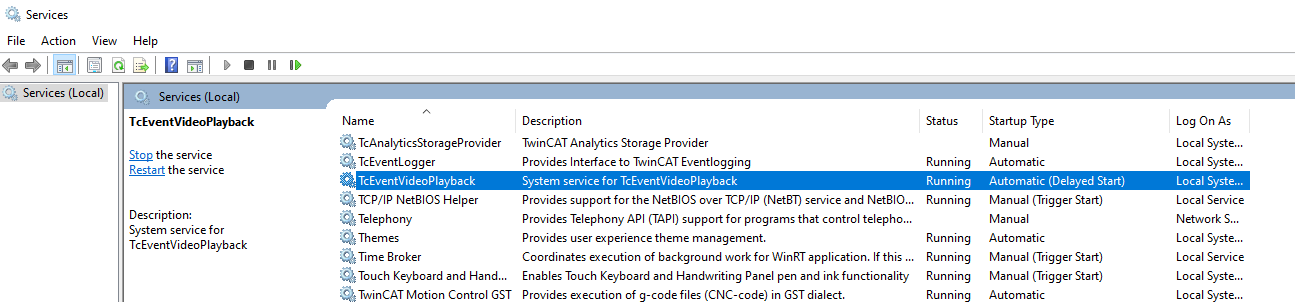 Services
File Action View Help
Services (Local)
Services (Local)
TcEventVideoPlayback
Stop the service
Restart the service
Description:
System service for
TcEventVideoPlayback
Name Description Status Startup Type Log On As
TcAnalyticsStorageProvider TwinCAT Analytics Storage Provider Manual Local Syste...
TcEventLogger Provides Interface to TwinCAT Eventlogging Running Automatic Local Syste...
TcEventVideoPlayback System service for TcEventVideoPlayback Running Automatic (Delayed Start) Local Syste...
TCP/IP NetBIOS Helper Provides support for the NetBIOS over TCP/IP (NetBT) service and NetBIO... Running Manual (Trigger Start) Local Service
Telephony Provides Telephony API (TAPI) support for programs that control telepho... Manual Network S...
Themes Provides user experience theme management. Running Automatic Local Syste...
Time Broker Coordinates execution of background work for WinRT application. If this ... Running Manual (Trigger Start) Local Service
Touch Keyboard and Hand... Enables Touch Keyboard and Handwriting Panel pen and ink functionality Running Manual (Trigger Start) Local Syste...
TwinCAT Motion Control GST Provides execution of g-code files (CNC-code) in GST dialect. Running Automatic Local Syste...